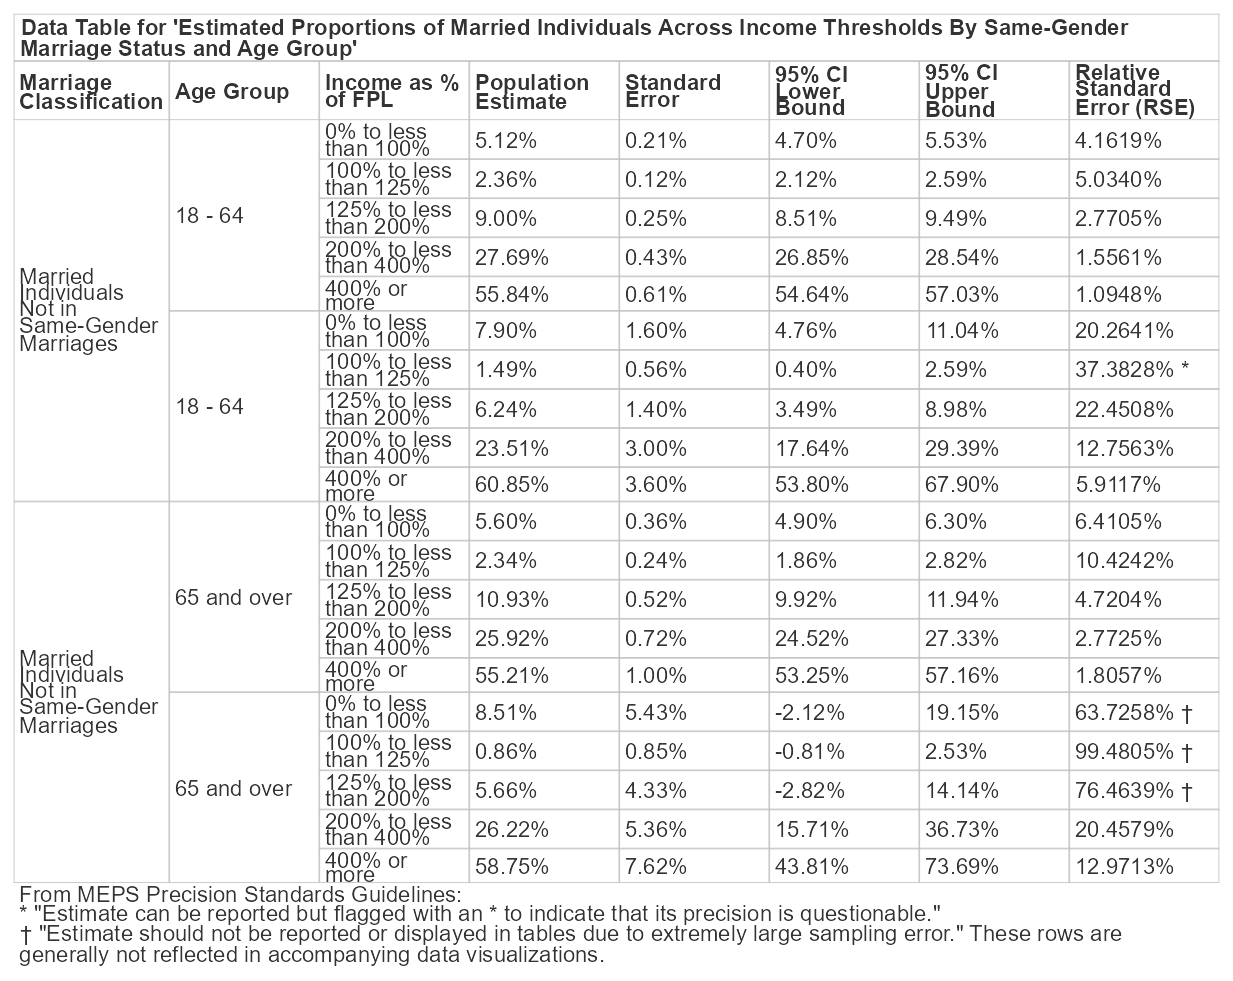 Data Table for 'Estimated Proportions of Married Individuals Across Income Thresholds By Same-Gender
Marriage Status and Age Group'
Marriage Classification | Age Group | Income as % of FPL | Population Estimate | Standard Error | 95% CI Lower Bound | 95% CI Upper Bound | Relative Standard Error (RSE)
Married Individuals Not in Same-Gender Marriages
18 - 64
0% to less than 100% 5.12% 0.21% 4.70% 5.53% 4.1619%
100% to less than 125% 2.36% 0.12% 2.12% 2.59% 5.0340%
125% to less than 200% 9.00% 0.25% 8.51% 9.49% 2.7705%
200% to less than 400% 27.69% 0.43% 26.85% 28.54% 1.5561%
400% or more 55.84% 0.61% 54.64% 57.03% 1.0948%
18 - 64
0% to less than 100% 7.90% 1.60% 4.76% 11.04% 20.2641%
100% to less than 125% 1.49% 0.56% 0.40% 2.59% 37.3828% *
125% to less than 200% 6.24% 1.40% 3.49% 8.98% 22.4508%
200% to less than 400% 23.51% 3.00% 17.64% 29.39% 12.7563%
400% or more 60.85% 3.60% 53.80% 67.90% 5.9117%
Married Individuals Not in Same-Gender Marriages
65 and over
0% to less than 100% 5.60% 0.36% 4.90% 6.30% 6.4105%
100% to less than 125% 2.34% 0.24% 1.86% 2.82% 10.4242%
125% to less than 200% 10.93% 0.52% 9.92% 11.94% 4.7204%
200% to less than 400% 25.92% 0.72% 24.52% 27.33% 2.7725%
400% or more 55.21% 1.00% 53.25% 57.16% 1.8057%
65 and over
0% to less than 100% 8.51% 5.43% -2.12% 19.15% 63.7258% †
100% to less than 125% 0.86% 0.85% -0.81% 2.53% 99.4805% †
125% to less than 200% 5.66% 4.33% -2.82% 14.14% 76.4639% †
200% to less than 400% 26.22% 5.36% 15.71% 36.73% 20.4579%
400% or more 58.75% 7.62% 43.81% 73.69% 12.9713%
From MEPS Precision Standards Guidelines:
* "Estimate can be reported but flagged with an * to indicate that its precision is questionable."
† "Estimate should not be reported or displayed in tables due to extremely large sampling error." These rows are
generally not reflected in accompanying data visualizations.